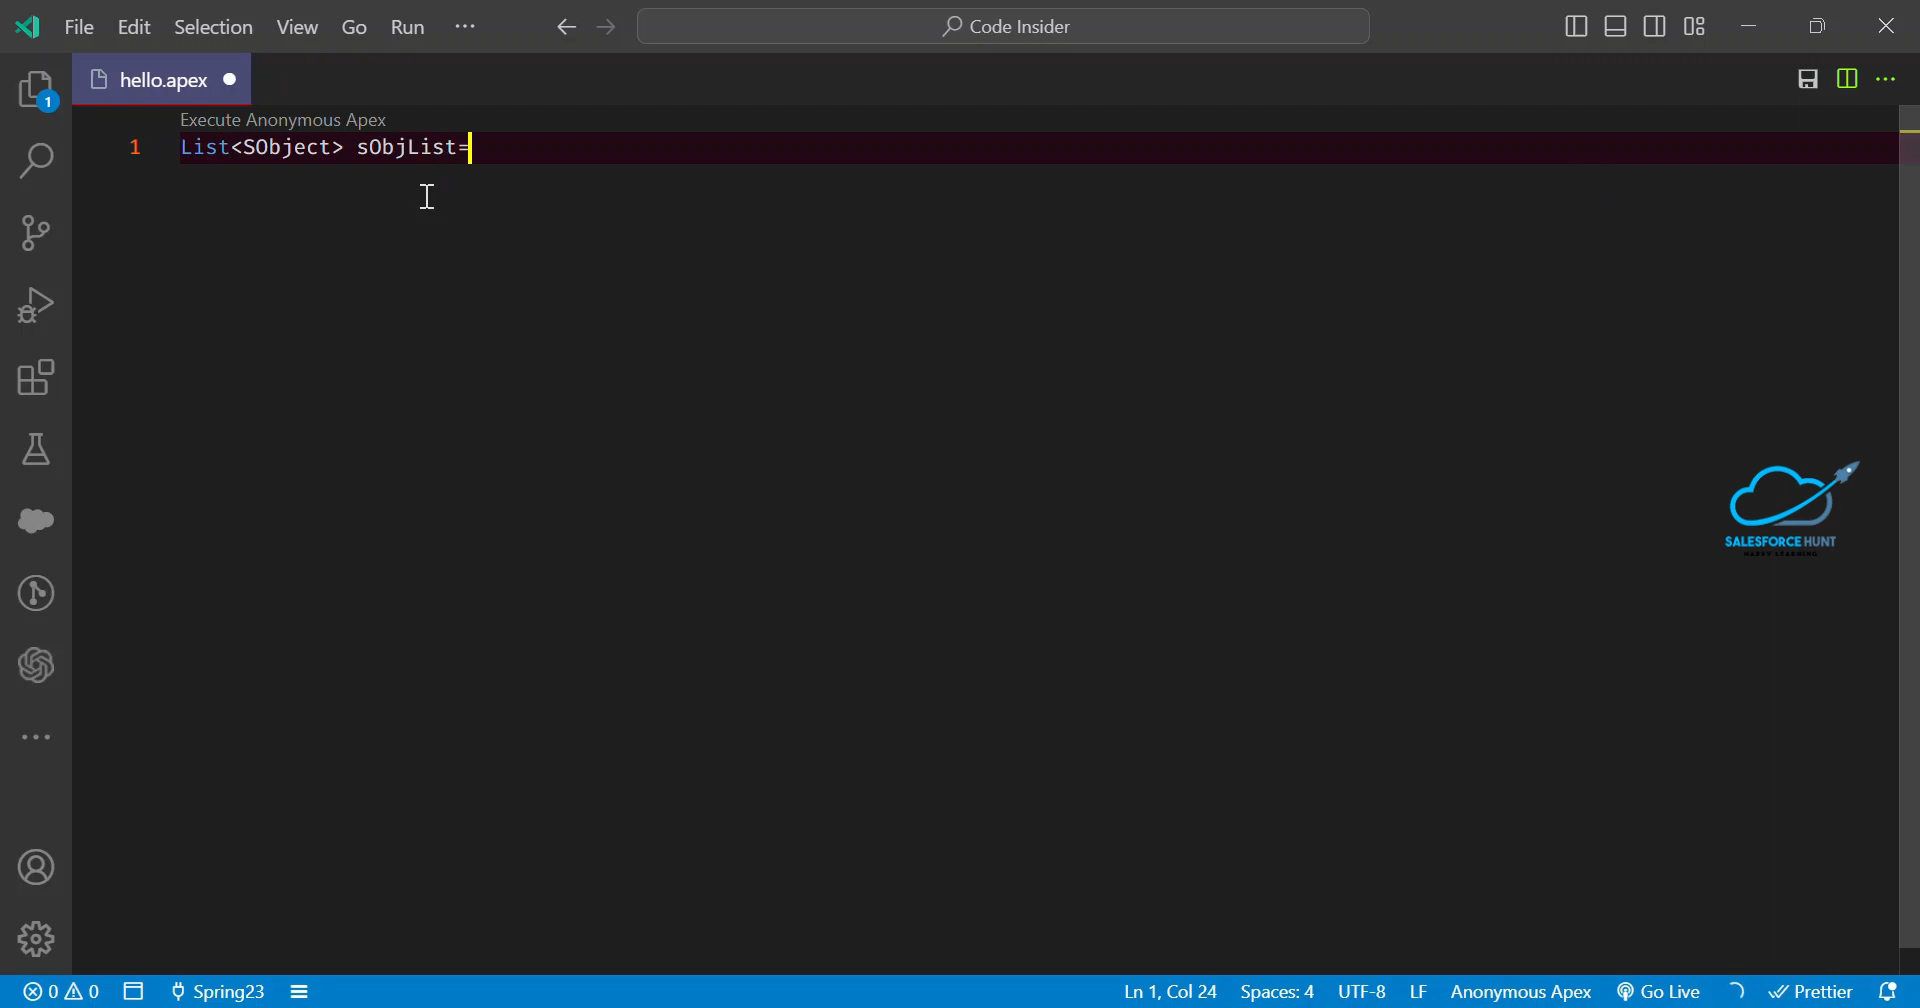 File Edit Selection View Go Run ··· Code Insider
hello.apex
1
Execute Anonymous Apex
1 List<SObject> sObjList=
SALESFORCE HUNT
0 0 Spring23 Ln 1, Col 24 Spaces: 4 UTF-8 LF Anonymous Apex Go Live Prettier